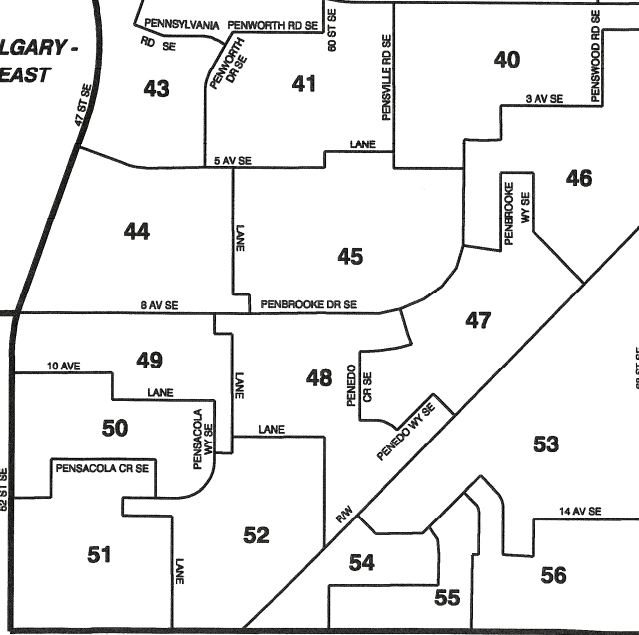 PENNSYLVANIA
RD SE
PENWORTH RD SE
PENWORTH
DR SE
60 ST SE
PENSVILLE RD SE
PENSWOOD RD SE
LGARY -
EAST
47 ST SE
43
41
40
3 AV SE
LANE
5 AV SE
46
PENBROOKE
WY SE
44
LANE
45
8 AV SE
PENBROOKE DR SE
47
49
10 AVE
LANE
LANE
48
PENEDO
CR SE
PENEDO WY SE
50
PENSACOLA
WY SE
LANE
PENSACOLA CR SE
53
52 ST SE
R/W
14 AV SE
51
LANE
52
54
55
56